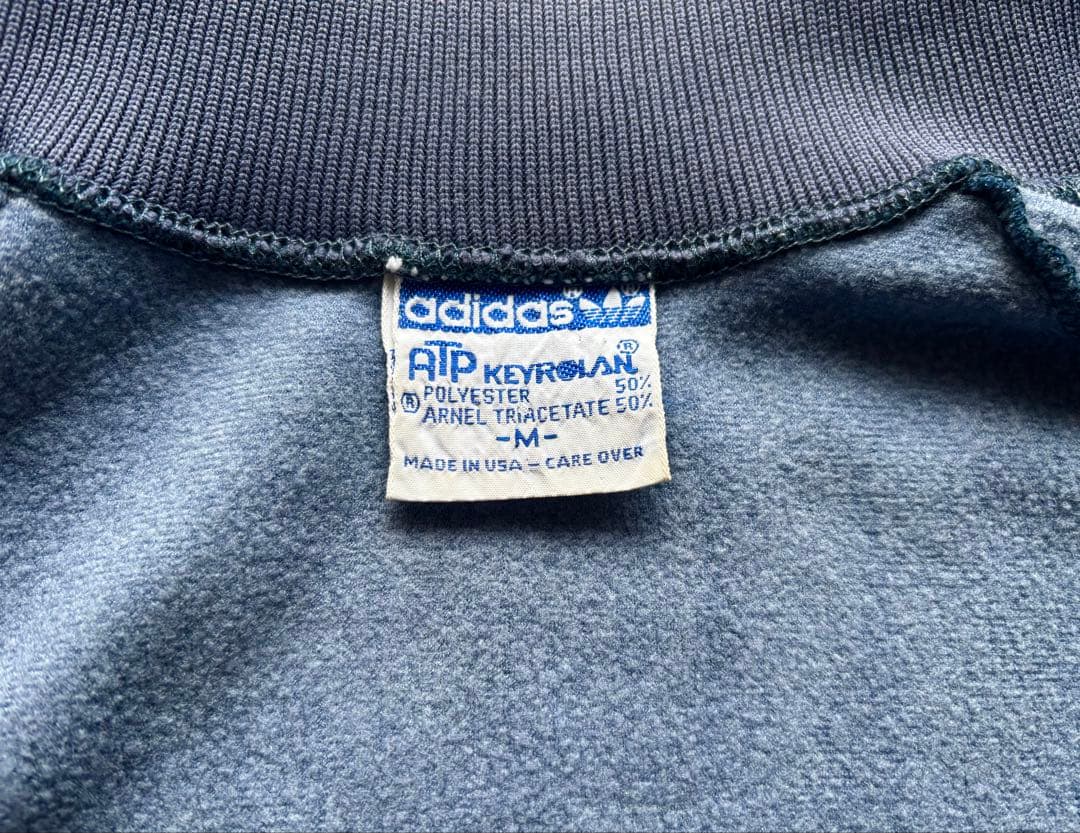 adidas®
ATP KEYROLAN®
POLYESTER 50%
® ARNEL TRIACETATE 50%
-M-
MADE IN USA - CARE OVER